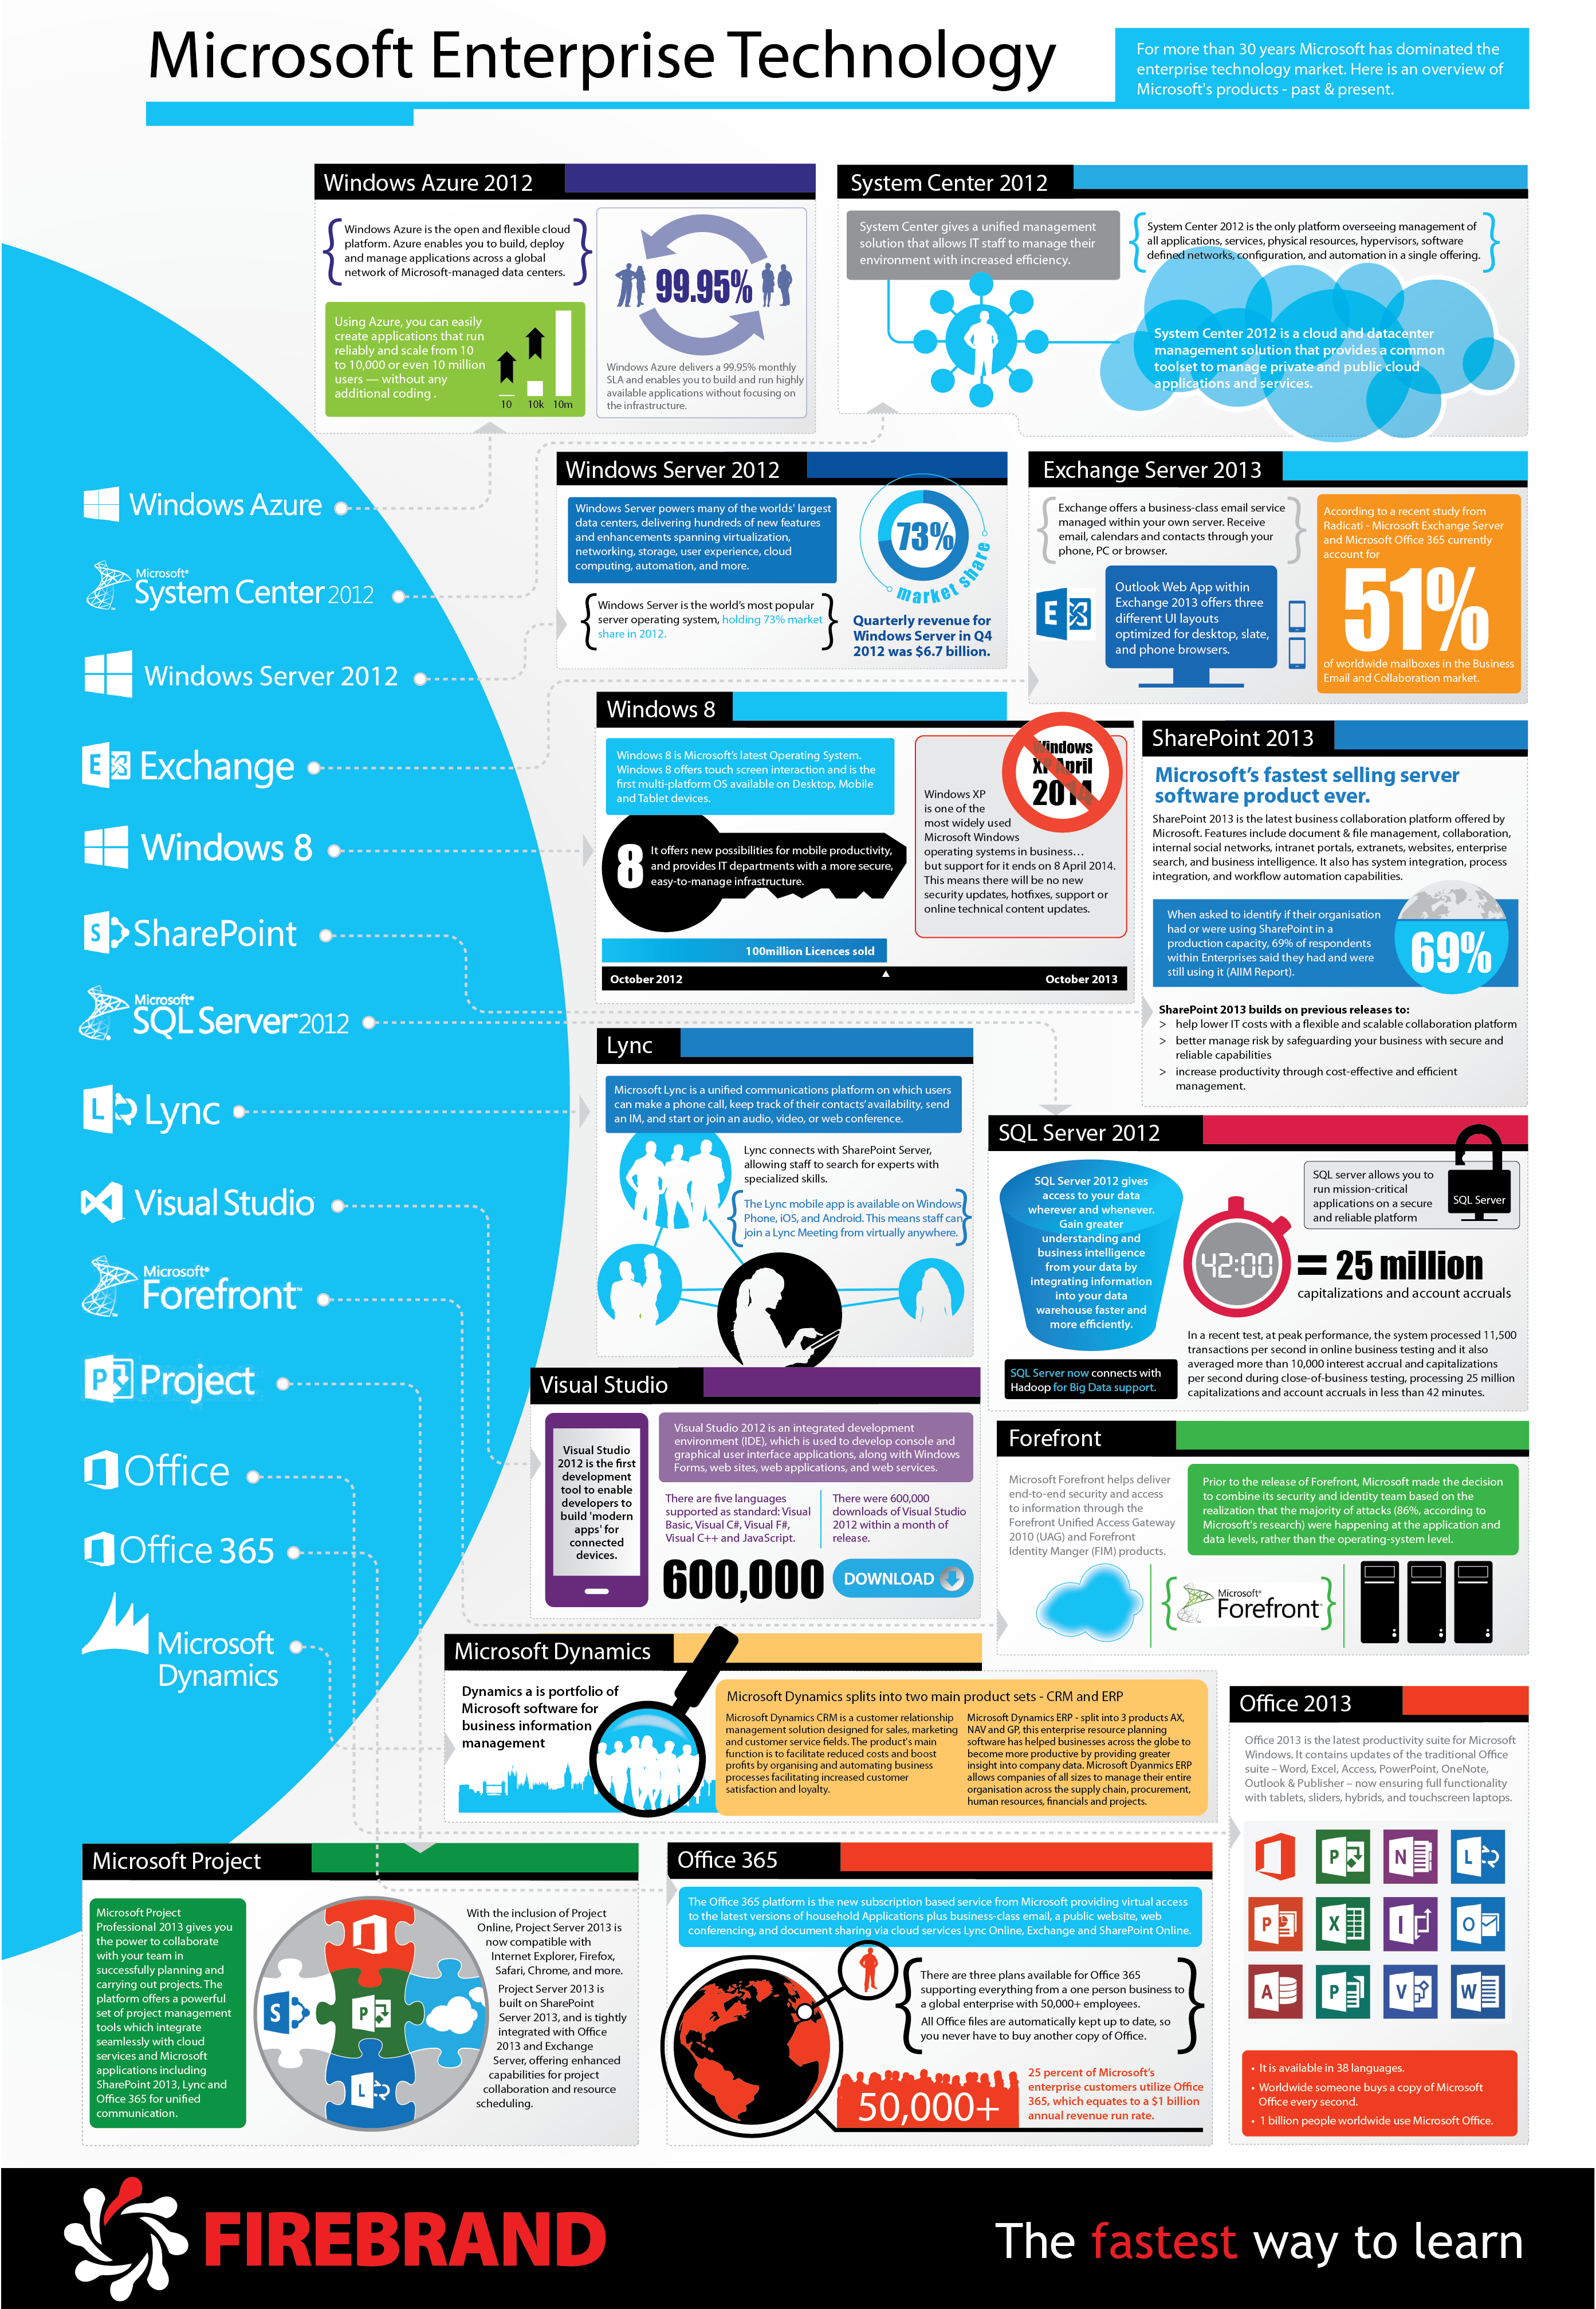 Microsoft Enterprise Technology
For more than 30 years Microsoft has dominated the
enterprise technology market. Here is an overview of
Microsoft's products - past & present.
Windows Azure 2012
Windows Azure is the open and flexible cloud
platform. Azure enables you to build, deploy
and manage applications across a global
network of Microsoft-managed data centers.
Using Azure, you can easily
create applications that run
reliably and scale from 10
to 10,000 or even 10 million
users — without any
additional coding .
10 10k 10m
99.95%
Windows Azure delivers a 99.95% monthly
SLA and enables you to build and run highly
available applications without focusing on
the infrastructure.
System Center 2012
System Center gives a unified management
solution that allows IT staff to manage their
environment with increased efficiency.
System Center 2012 is the only platform overseeing management of
all applications, services, physical resources, hypervisors, software
defined networks, configuration, and automation in a single offering.
System Center 2012 is a cloud and datacenter
management solution that provides a common
toolset to manage private and public cloud
applications and services.
Windows Azure
Microsoft®
System Center 2012
Windows Server 2012
Exchange
Windows 8
SharePoint
Microsoft®
SQL Server® 2012
Lync
Visual Studio
Microsoft®
Forefront™
Project
Office
Office 365
Microsoft
Dynamics
Windows Server 2012
Windows Server powers many of the worlds' largest
data centers, delivering hundreds of new features
and enhancements spanning virtualization,
networking, storage, user experience, cloud
computing, automation, and more.
Windows Server is the world's most popular
server operating system, holding 73% market
share in 2012.
73%
market share
Quarterly revenue for
Windows Server in Q4
2012 was $6.7 billion.
Exchange Server 2013
Exchange offers a business-class email service
managed within your own server. Receive
email, calendars and contacts through your
phone, PC or browser.
Outlook Web App within
Exchange 2013 offers three
different UI layouts
optimized for desktop, slate,
and phone browsers.
According to a recent study from
Radicati - Microsoft Exchange Server
and Microsoft Office 365 currently
account for
51%
of worldwide mailboxes in the Business
Email and Collaboration market.
Windows 8
Windows 8 is Microsoft's latest Operating System.
Windows 8 offers touch screen interaction and is the
first multi-platform OS available on Desktop, Mobile
and Tablet devices.
8
It offers new possibilities for mobile productivity,
and provides IT departments with a more secure,
easy-to-manage infrastructure.
100million Licences sold
October 2012 October 2013
Windows
XP April
2014
Windows XP
is one of the
most widely used
Microsoft Windows
operating systems in business…
but support for it ends on 8 April 2014.
This means there will be no new
security updates, hotfixes, support or
online technical content updates.
SharePoint 2013
Microsoft's fastest selling server
software product ever.
SharePoint 2013 is the latest business collaboration platform offered by
Microsoft. Features include document & file management, collaboration,
internal social networks, intranet portals, extranets, websites, enterprise
search, and business intelligence. It also has system integration, process
integration, and workflow automation capabilities.
When asked to identify if their organisation
had or were using SharePoint in a
production capacity, 69% of respondents
within Enterprises said they had and were
still using it (AIIM Report).
69%
SharePoint 2013 builds on previous releases to:
> help lower IT costs with a flexible and scalable collaboration platform
> better manage risk by safeguarding your business with secure and
reliable capabilities
> increase productivity through cost-effective and efficient
management.
Lync
Microsoft Lync is a unified communications platform on which users
can make a phone call, keep track of their contacts' availability, send
an IM, and start or join an audio, video, or web conference.
Lync connects with SharePoint Server,
allowing staff to search for experts with
specialized skills.
The Lync mobile app is available on Windows
Phone, iOS, and Android. This means staff can
join a Lync Meeting from virtually anywhere.
SQL Server 2012
SQL Server 2012 gives
access to your data
wherever and whenever.
Gain greater
understanding and
business intelligence
from your data by
integrating information
into your data
warehouse faster and
more efficiently.
SQL Server now connects with
Hadoop for Big Data support.
SQL server allows you to
run mission-critical
applications on a secure
and reliable platform
SQL Server
42:00
= 25 million
capitalizations and account accruals
In a recent test, at peak performance, the system processed 11,500
transactions per second in online business testing and it also
averaged more than 10,000 interest accrual and capitalizations
per second during close-of-business testing, processing 25 million
capitalizations and account accruals in less than 42 minutes.
Visual Studio
Visual Studio
2012 is the first
development
tool to enable
developers to
build 'modern
apps' for
connected
devices.
Visual Studio 2012 is an integrated development
environment (IDE), which is used to develop console and
graphical user interface applications, along with Windows
Forms, web sites, web applications, and web services.
There are five languages
supported as standard: Visual
Basic, Visual C#, Visual F#,
Visual C++ and JavaScript.
There were 600,000
downloads of Visual Studio
2012 within a month of
release.
600,000
DOWNLOAD
Forefront
Microsoft Forefront helps deliver
end-to-end security and access
to information through the
Forefront Unified Access Gateway
2010 (UAG) and Forefront
Identity Manger (FIM) products.
Prior to the release of Forefront, Microsoft made the decision
to combine its security and identity team based on the
realization that the majority of attacks (86%, according to
Microsoft's research) were happening at the application and
data levels, rather than the operating-system level.
Microsoft®
Forefront
Microsoft Dynamics
Dynamics a is portfolio of
Microsoft software for
business information
management
Microsoft Dynamics splits into two main product sets - CRM and ERP
Microsoft Dynamics CRM is a customer relationship
management solution designed for sales, marketing
and customer service fields. The product's main
function is to facilitate reduced costs and boost
profits by organising and automating business
processes facilitating increased customer
satisfaction and loyalty.
Microsoft Dynamics ERP - split into 3 products AX,
NAV and GP, this enterprise resource planning
software has helped businesses across the globe to
become more productive by providing greater
insight into company data. Microsoft Dyanmics ERP
allows companies of all sizes to manage their entire
organisation across the supply chain, procurement,
human resources, financials and projects.
Office 2013
Office 2013 is the latest productivity suite for Microsoft
Windows. It contains updates of the traditional Office
suite – Word, Excel, Access, PowerPoint, OneNote,
Outlook & Publisher – now ensuring full functionality
with tablets, sliders, hybrids, and touchscreen laptops.
P N L
P X I O
A P V W
• It is available in 38 languages.
• Worldwide someone buys a copy of Microsoft
Office every second.
• 1 billion people worldwide use Microsoft Office.
Microsoft Project
Microsoft Project
Professional 2013 gives you
the power to collaborate
with your team in
successfully planning and
carrying out projects. The
platform offers a powerful
set of project management
tools which integrate
seamlessly with cloud
services and Microsoft
applications including
SharePoint 2013, Lync and
Office 365 for unified
communication.
S P L
With the inclusion of Project
Online, Project Server 2013 is
now compatible with
Internet Explorer, Firefox,
Safari, Chrome, and more.
Project Server 2013 is
built on SharePoint
Server 2013, and is tightly
integrated with Office
2013 and Exchange
Server, offering enhanced
capabilities for project
collaboration and resource
scheduling.
Office 365
The Office 365 platform is the new subscription based service from Microsoft providing virtual access
to the latest versions of household Applications plus business-class email, a public website, web
conferencing, and document sharing via cloud services Lync Online, Exchange and SharePoint Online.
There are three plans available for Office 365
supporting everything from a one person business to
a global enterprise with 50,000+ employees.
All Office files are automatically kept up to date, so
you never have to buy another copy of Office.
50,000+
25 percent of Microsoft's
enterprise customers utilize Office
365, which equates to a $1 billion
annual revenue run rate.
FIREBRAND
The fastest way to learn